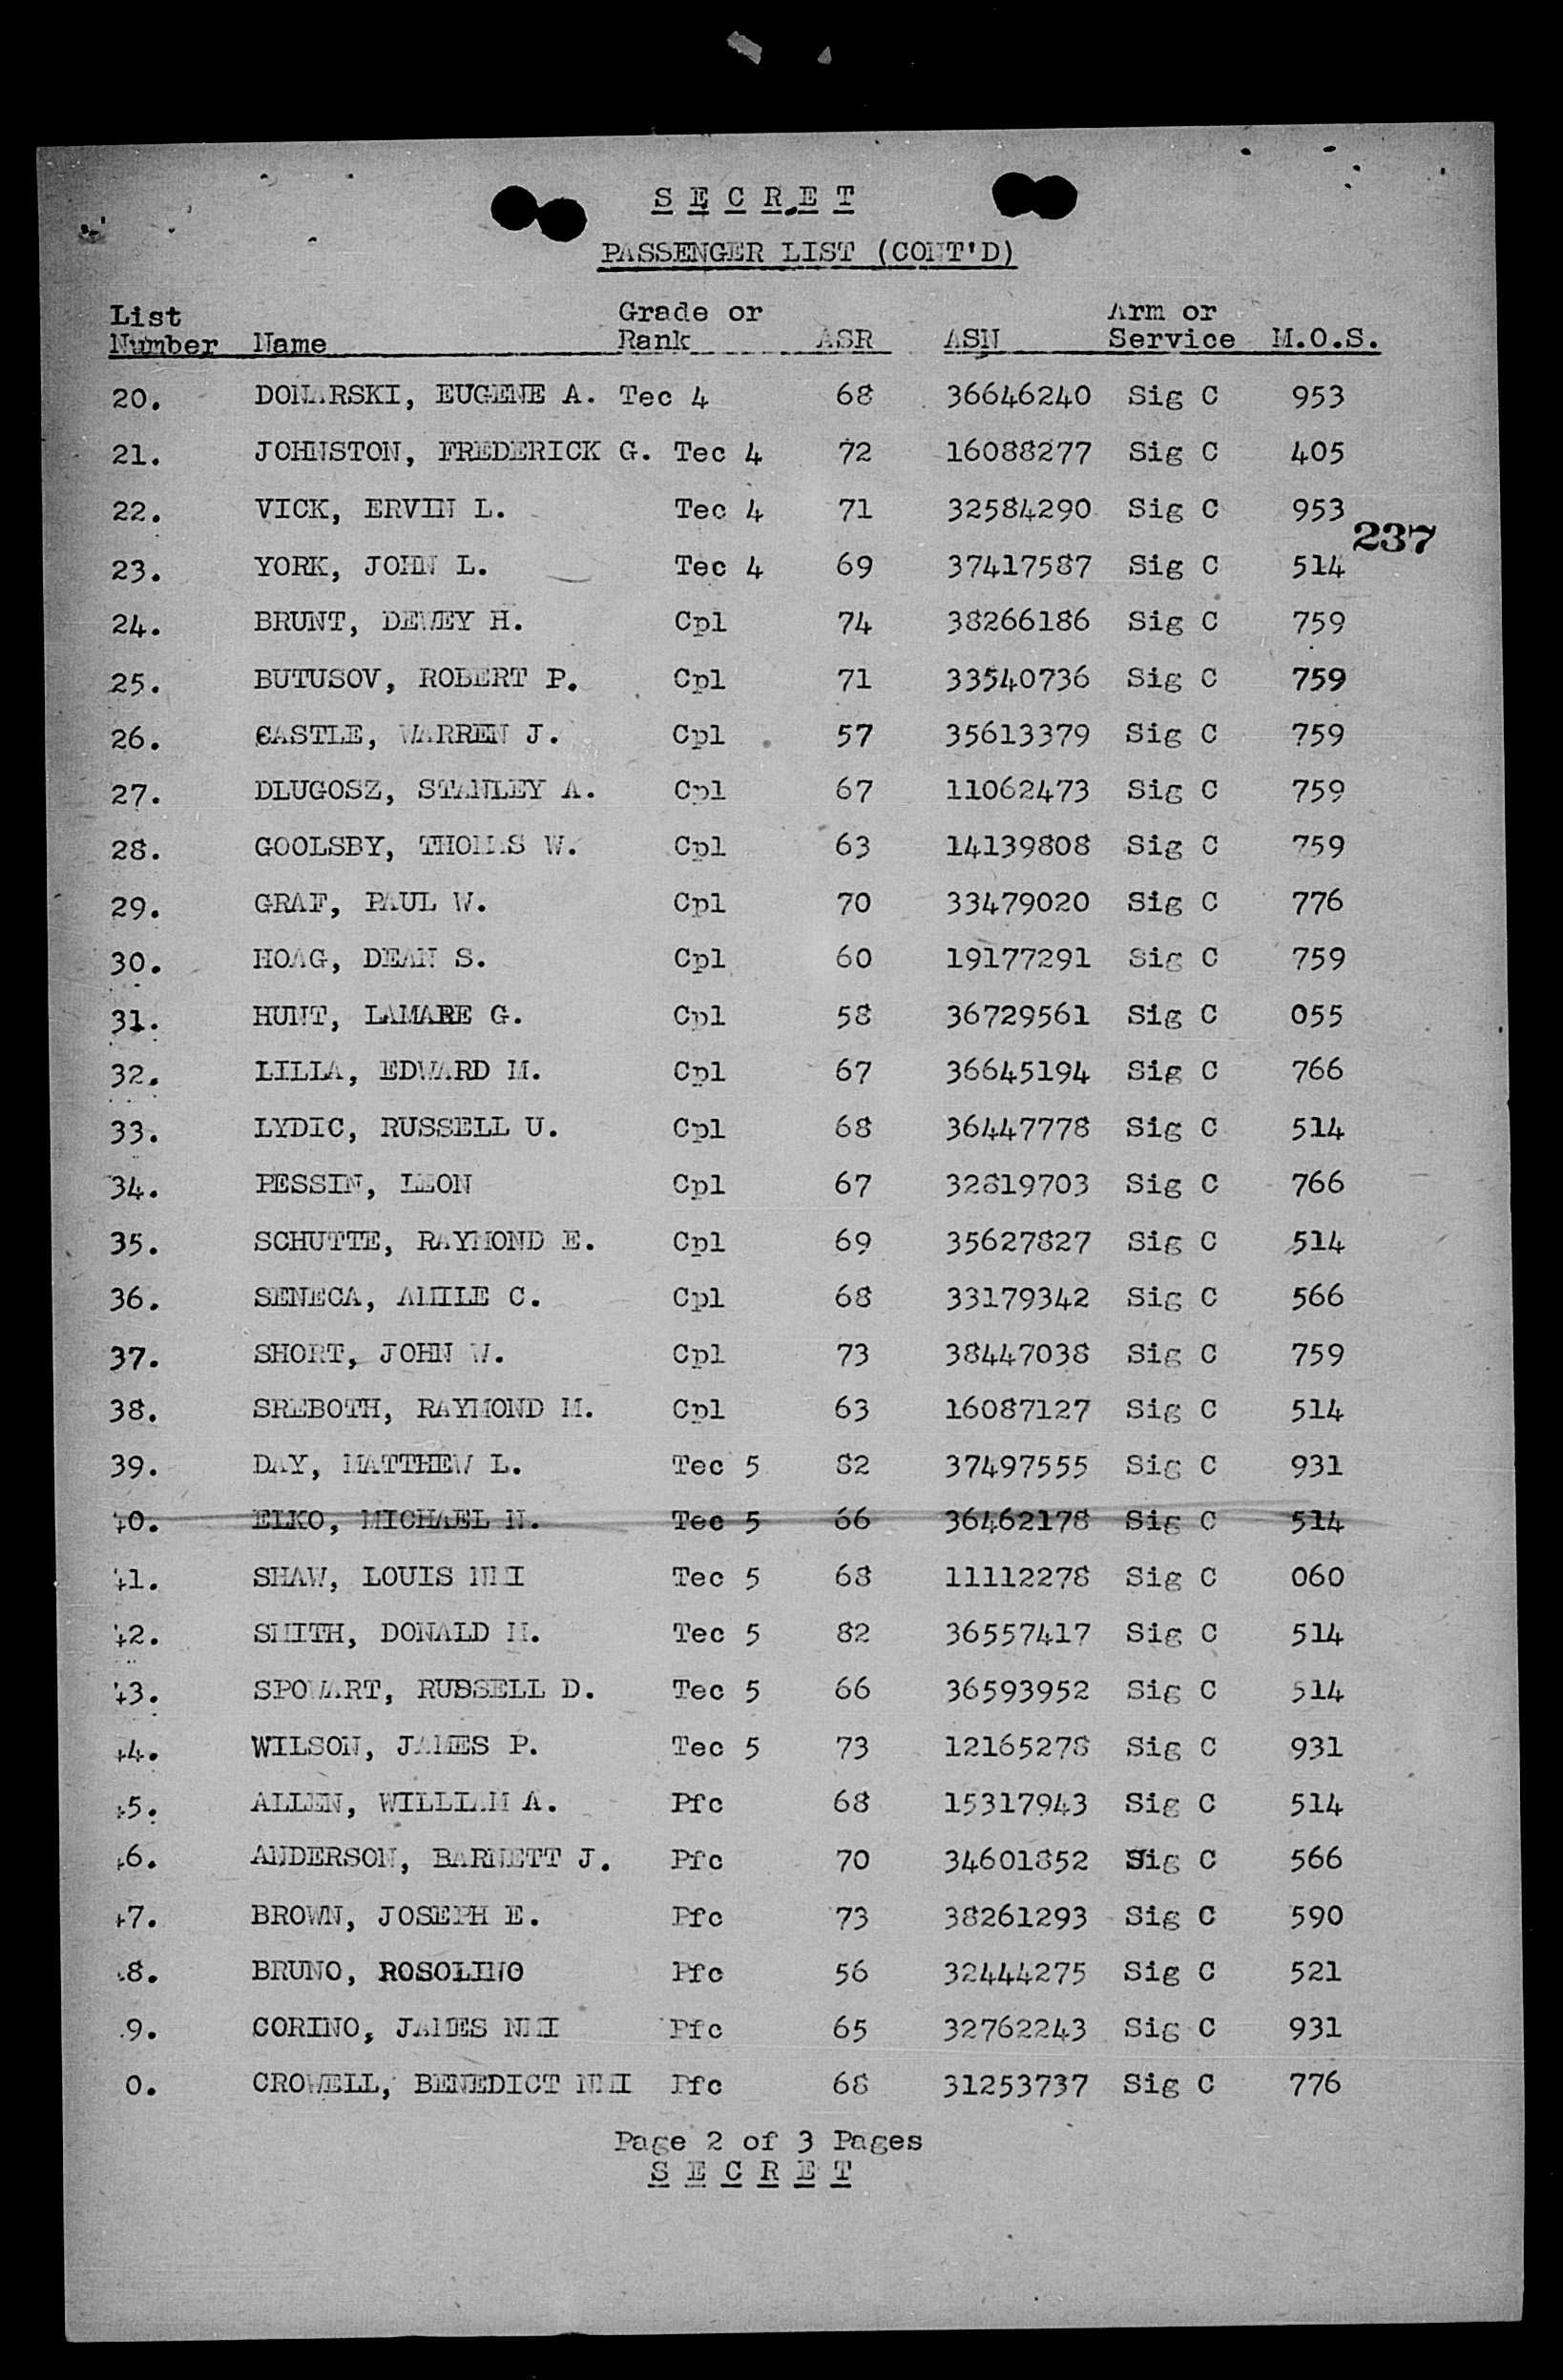 S E C R E T
PASSENGER LIST (CONT'D)
List Number Name Grade or Rank ASR ASN Arm or Service M.O.S.
20. DONARSKI, EUGENE A. Tec 4 68 36646240 Sig C 953
21. JOHNSTON, FREDERICK G. Tec 4 72 16088277 Sig C 405
22. VICK, ERVIN L. Tec 4 71 32584290 Sig C 953
237
23. YORK, JOHN L. Tec 4 69 37417587 Sig C 514
24. BRUNT, DEWEY H. Cpl 74 38266186 Sig C 759
25. BUTUSOV, ROBERT P. Cpl 71 33540736 Sig C 759
26. CASTLE, WARREN J. Cpl 57 35613379 Sig C 759
27. DLUGOSZ, STANLEY A. Cpl 67 11062473 Sig C 759
28. GOOLSBY, THOMAS W. Cpl 63 14139808 Sig C 759
29. GRAF, PAUL W. Cpl 70 33479020 Sig C 776
30. HOAG, DEAN S. Cpl 60 19177291 Sig C 759
31. HUNT, LAMARE G. Cpl 58 36729561 Sig C 055
32. LILLA, EDWARD M. Cpl 67 36645194 Sig C 766
33. LYDIC, RUSSELL U. Cpl 68 36447778 Sig C 514
34. PESSIN, LEON Cpl 67 32819703 Sig C 766
35. SCHUTTE, RAYMOND E. Cpl 69 35627827 Sig C 514
36. SENECA, AMILE C. Cpl 68 33179342 Sig C 566
37. SHORT, JOHN W. Cpl 73 38447038 Sig C 759
38. SREBOTH, RAYMOND M. Cpl 63 16087127 Sig C 514
39. DAY, MATTHEW L. Tec 5 82 37497555 Sig C 931
40. ELKO, MICHAEL N. Tec 5 66 36462178 Sig C 514
41. SHAW, LOUIS NMI Tec 5 68 11112278 Sig C 060
42. SMITH, DONALD H. Tec 5 82 36557417 Sig C 514
43. SPOWART, RUSSELL D. Tec 5 66 36593952 Sig C 514
44. WILSON, JAMES P. Tec 5 73 12165278 Sig C 931
45. ALLEN, WILLIAM A. Pfc 68 15317943 Sig C 514
46. ANDERSON, BARNETT J. Pfc 70 34601852 Sig C 566
47. BROWN, JOSEPH E. Pfc 73 38261293 Sig C 590
8. BRUNO, ROSOLINO Pfc 56 32444275 Sig C 521
9. CORINO, JAMES NMI Pfc 65 32762243 Sig C 931
0. CROWELL, BENEDICT NMI Pfc 68 31253737 Sig C 776
Page 2 of 3 Pages
S E C R E T